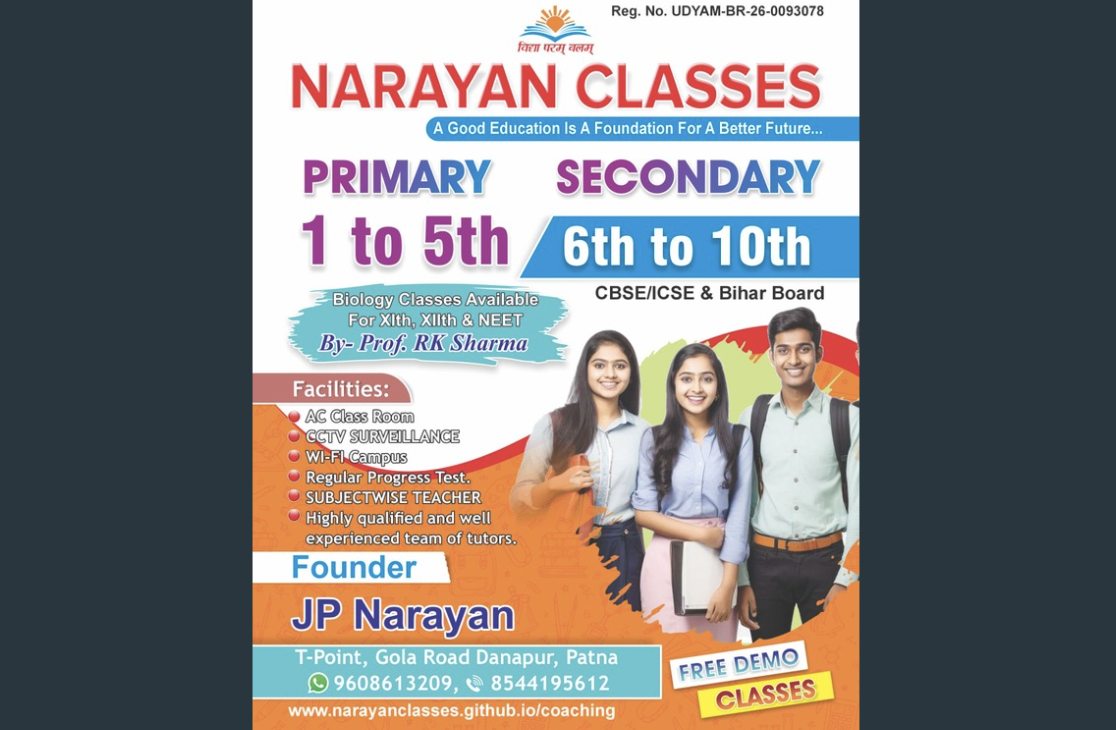 Reg. No. UDYAM-BR-26-0093078
विद्या परम् बलम्
NARAYAN CLASSES
A Good Education Is A Foundation For A Better Future...
PRIMARY
1 to 5th
SECONDARY
6th to 10th
CBSE/ICSE & Bihar Board
Biology Classes Available
For XIth, XIIth & NEET
By- Prof. RK Sharma
Facilities:
AC Class Room
CCTV SURVEILLANCE
WI-FI Campus
Regular Progress Test.
SUBJECTWISE TEACHER
Highly qualified and well
experienced team of tutors.
Founder
JP Narayan
T-Point, Gola Road Danapur, Patna
9608613209, 8544195612
www.narayanclasses.github.io/coaching
FREE DEMO
CLASSES